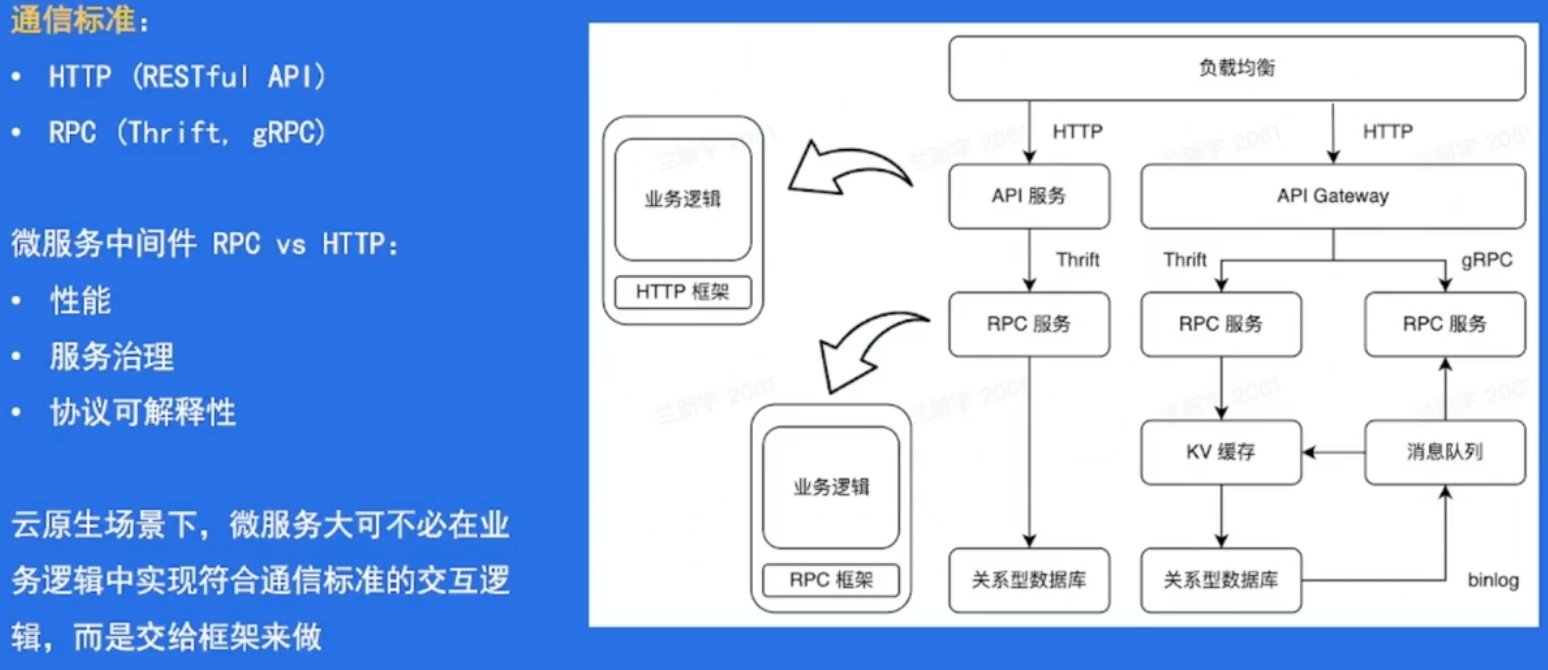 通信标准：
• HTTP (RESTful API)
• RPC (Thrift, gRPC)
微服务中间件 RPC vs HTTP：
• 性能
• 服务治理
• 协议可解释性
云原生场景下，微服务大可不必在业
务逻辑中实现符合通信标准的交互逻
辑，而是交给框架来做
负载均衡
HTTP
HTTP
业务逻辑
HTTP 框架
API 服务
API Gateway
Thrift
Thrift
gRPC
RPC 服务
RPC 服务
RPC 服务
业务逻辑
RPC 框架
KV 缓存
消息队列
关系型数据库
关系型数据库
binlog
兰新宇 2061
兰新宇 2061
兰新宇 2061
兰新宇 2061
兰新宇 2061
兰新宇 2061
兰新宇 2061
兰新宇 2061